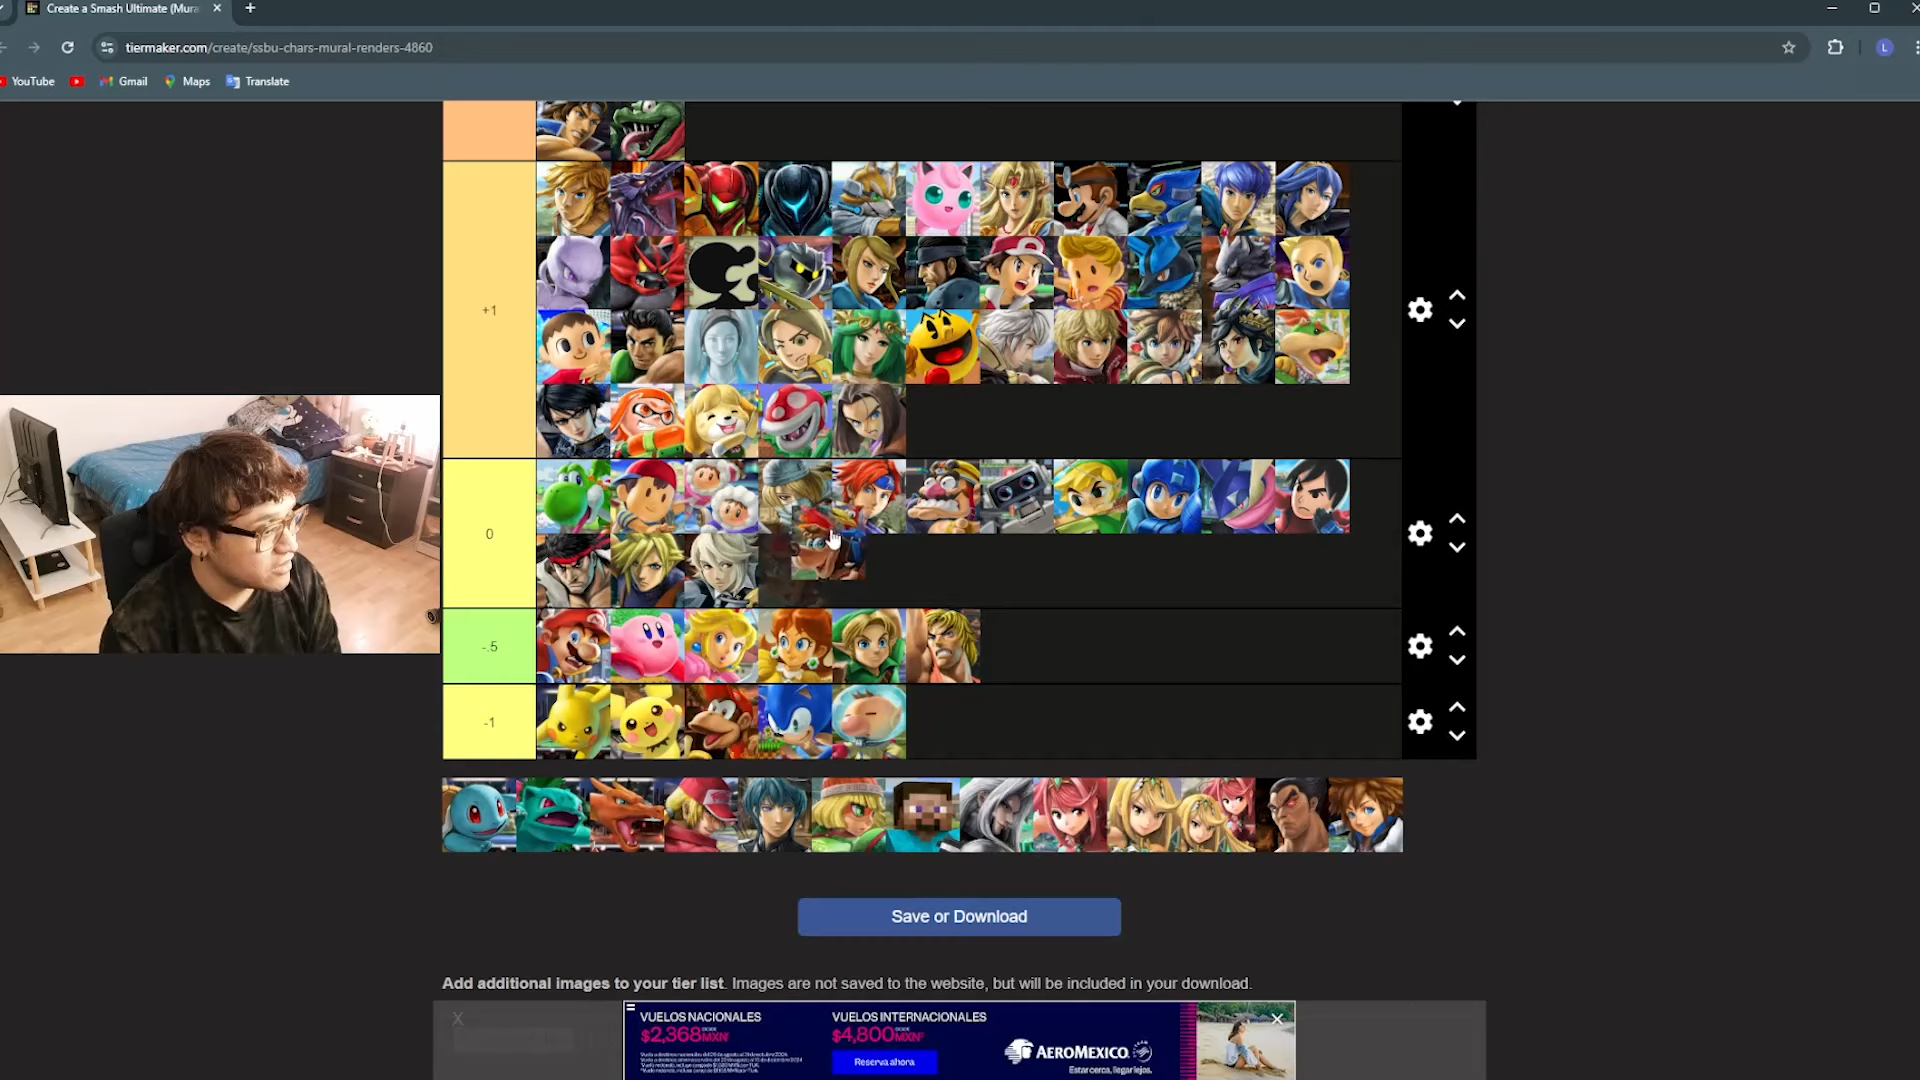 Create a Smash Ultimate (Mura
tiermaker.com/create/ssbu-chars-mural-renders-4860
L
YouTube
Gmail
Maps
Translate
+1
0
-.5
-1
Save or Download
Add additional images to your tier list. Images are not saved to the website, but will be included in your download.
X
VUELOS NACIONALES
$2,368 MXN
VUELOS INTERNACIONALES
$4,800 MXN
Reserva ahora
AEROMEXICO
Estar cerca, llegar lejos.